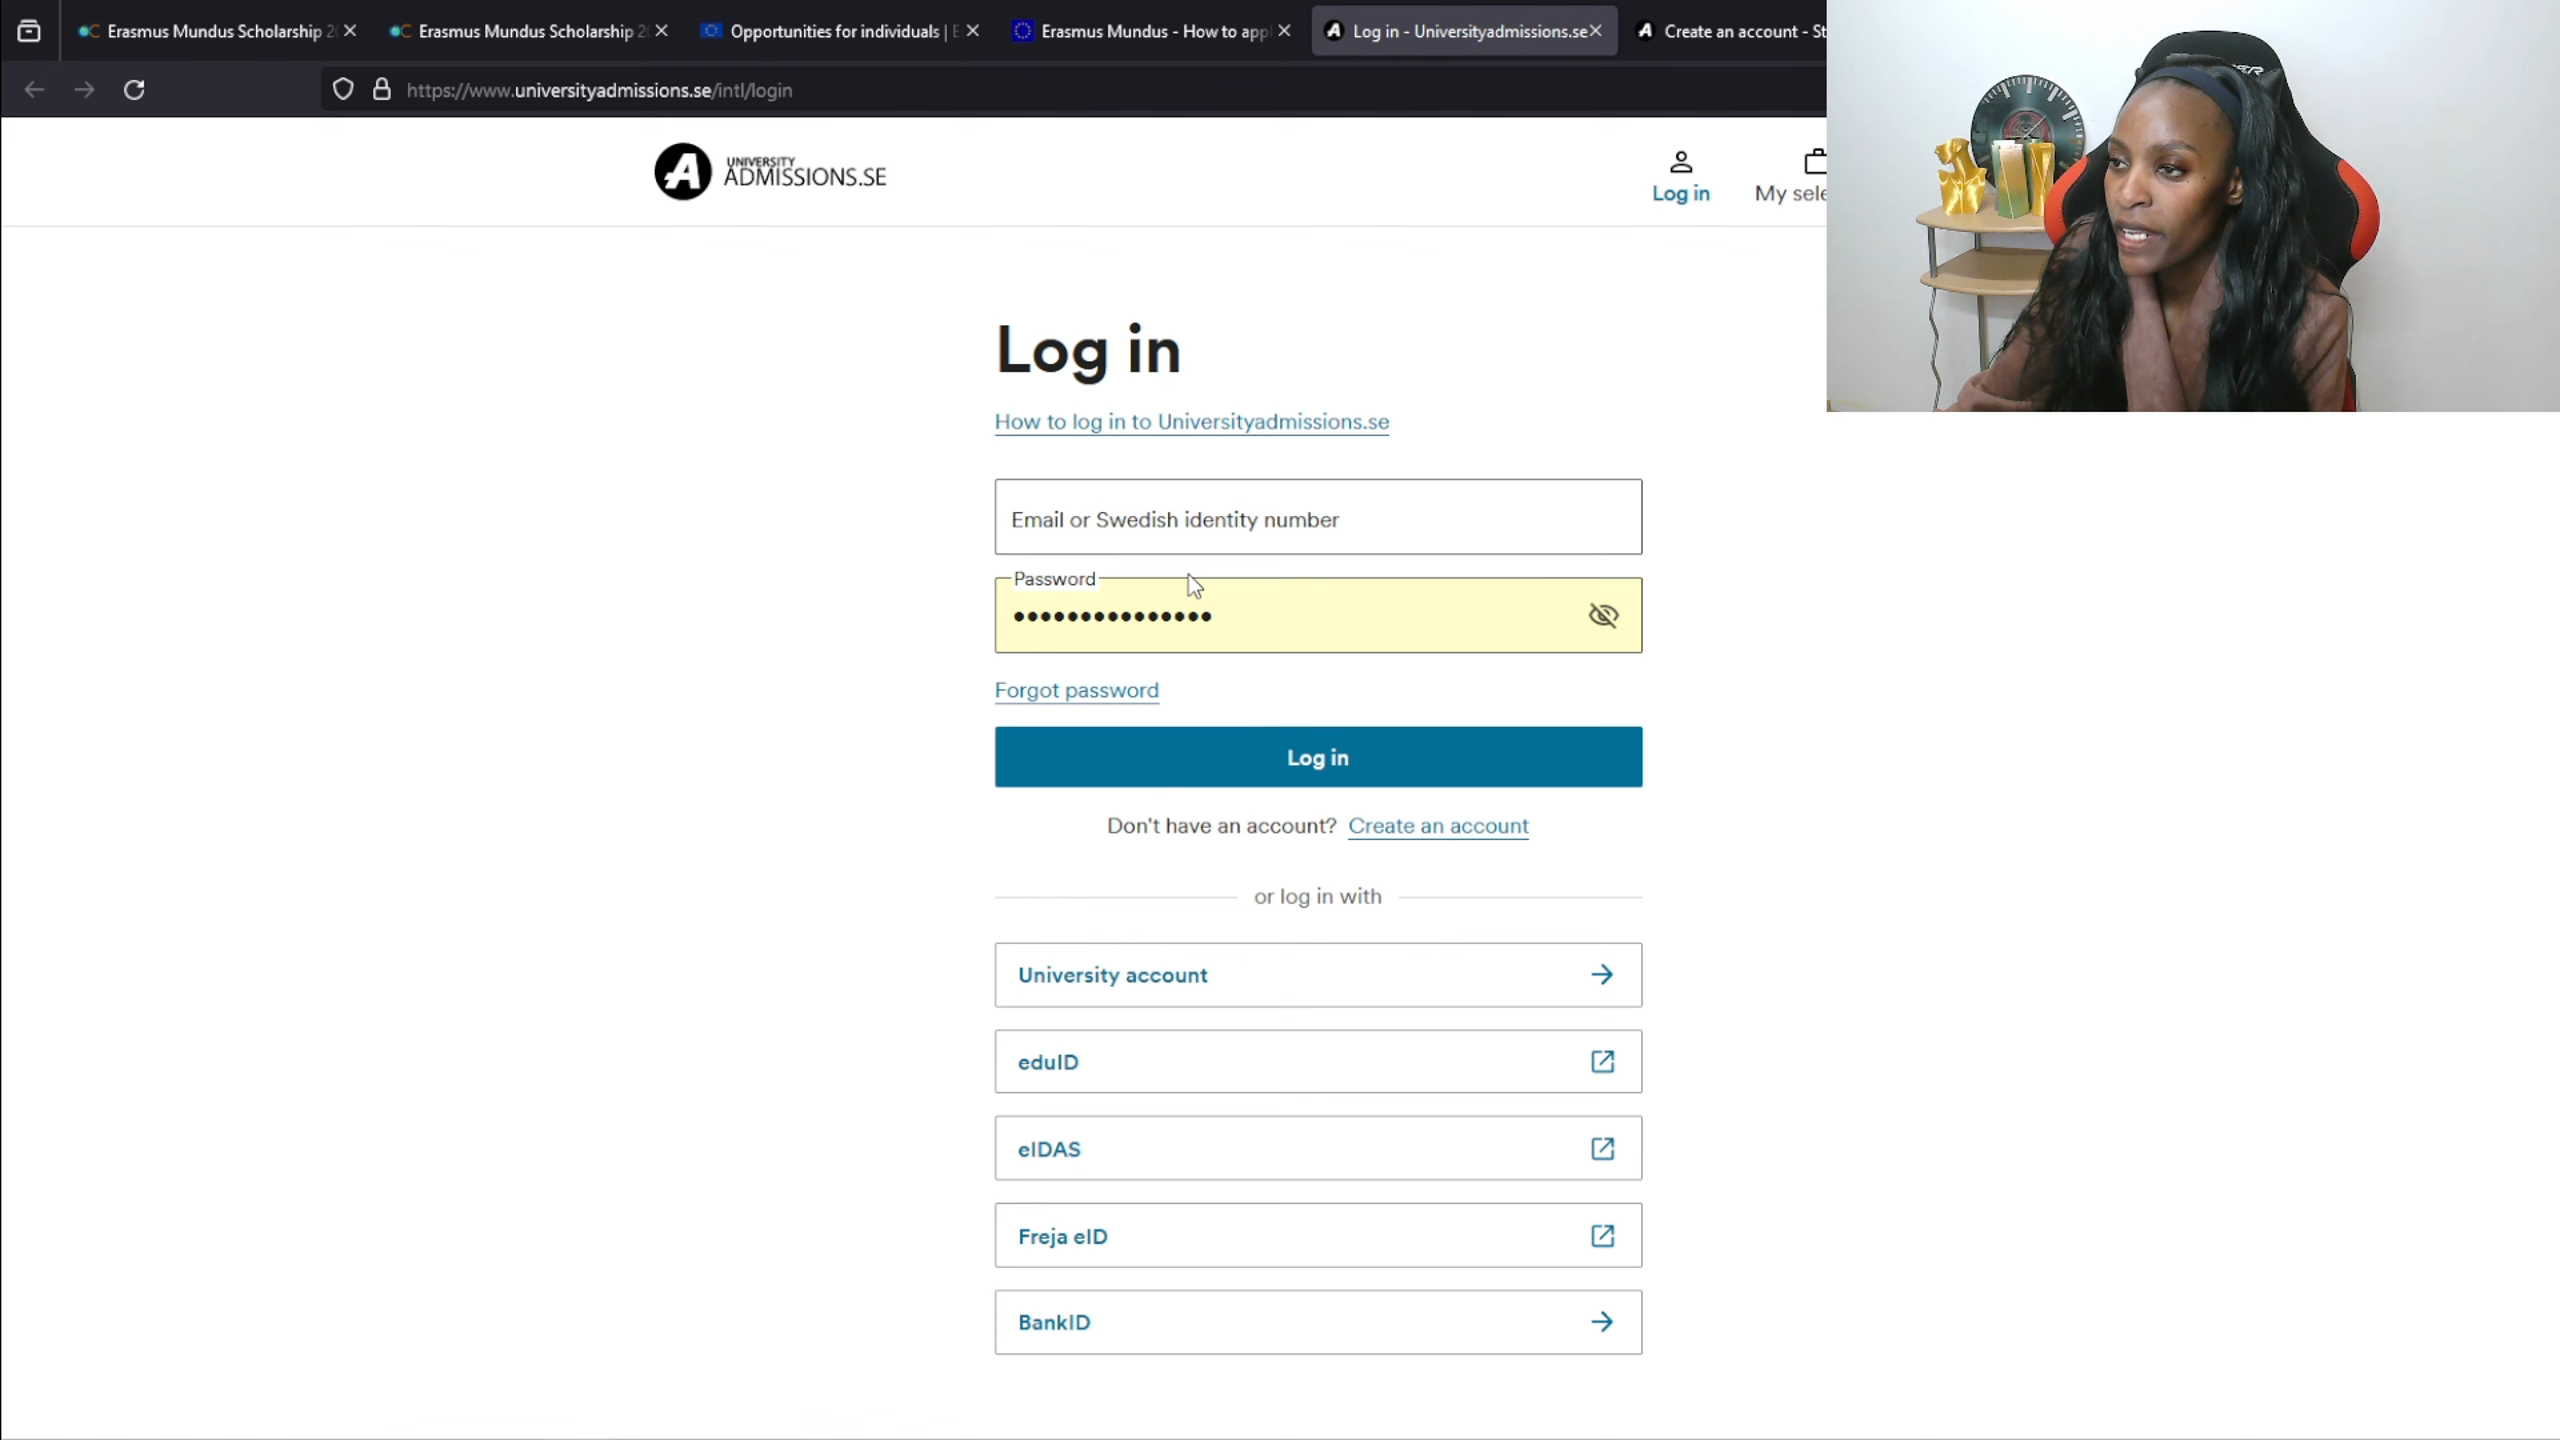 Erasmus Mundus Scholarship 2
Erasmus Mundus Scholarship 2
Opportunities for individuals | E
Erasmus Mundus - How to appl
Log in - Universityadmissions.se
Create an account - St
https://www.universityadmissions.se/intl/login
UNIVERSITY
ADMISSIONS.SE
Log in
My sele
Log in
How to log in to Universityadmissions.se
Email or Swedish identity number
Password
Forgot password
Log in
Don't have an account? Create an account
or log in with
University account
eduID
eIDAS
Freja eID
BankID